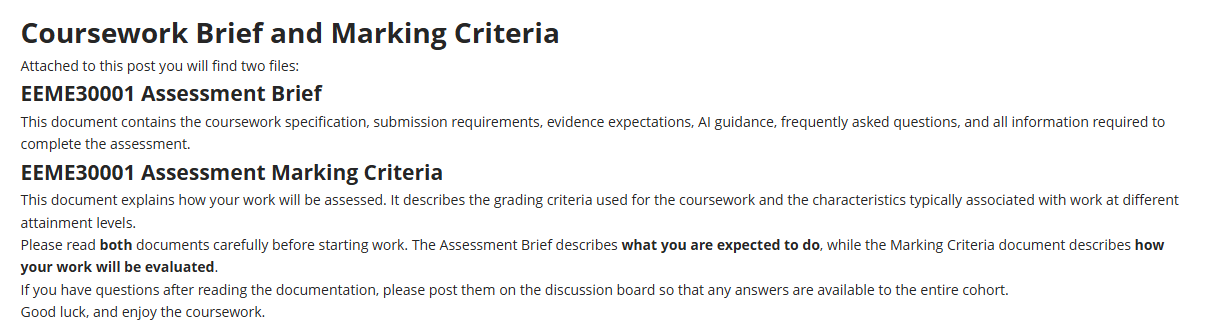 Coursework Brief and Marking Criteria
Attached to this post you will find two files:
EEME30001 Assessment Brief
This document contains the coursework specification, submission requirements, evidence expectations, AI guidance, frequently asked questions, and all information required to
complete the assessment.
EEME30001 Assessment Marking Criteria
This document explains how your work will be assessed. It describes the grading criteria used for the coursework and the characteristics typically associated with work at different
attainment levels.
Please read both documents carefully before starting work. The Assessment Brief describes what you are expected to do, while the Marking Criteria document describes how
your work will be evaluated.
If you have questions after reading the documentation, please post them on the discussion board so that any answers are available to the entire cohort.
Good luck, and enjoy the coursework.